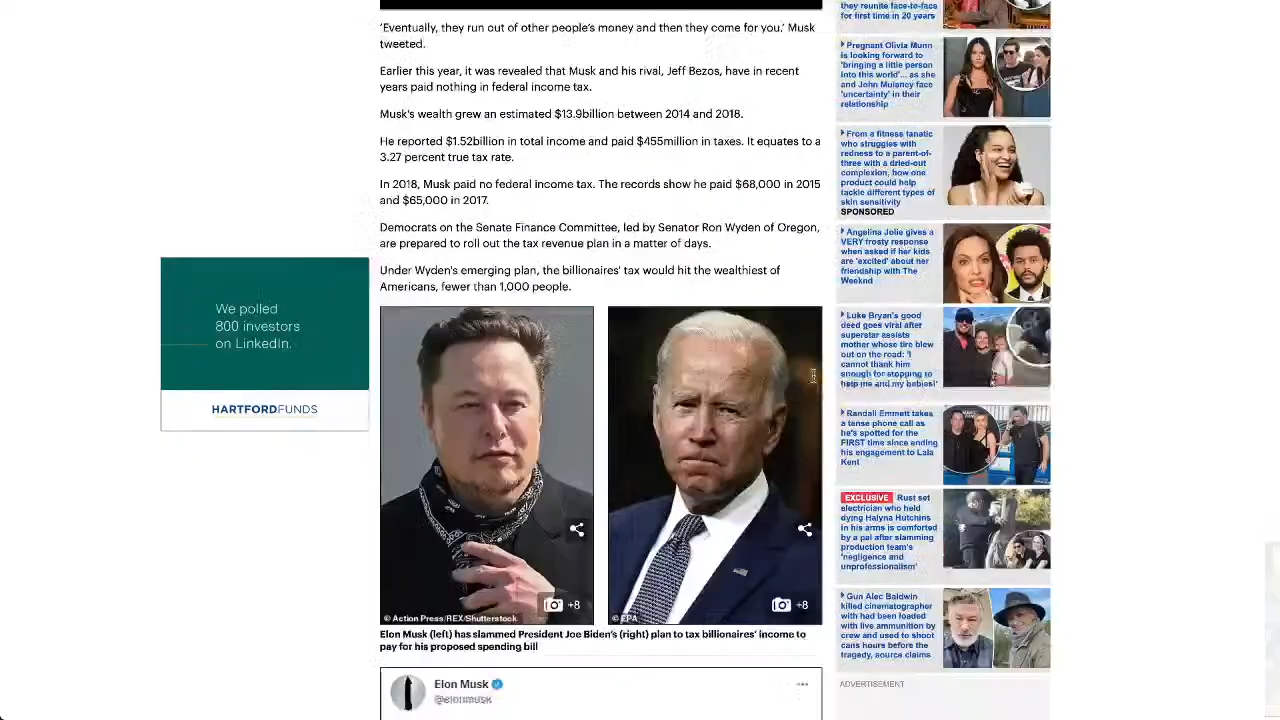 'Eventually, they run out of other people's money and then they come for you,' Musk
tweeted.
Earlier this year, it was revealed that Musk and his rival, Jeff Bezos, have in recent
years paid nothing in federal income tax.
Musk's wealth grew an estimated $13.9billion between 2014 and 2018.
He reported $1.52billion in total income and paid $455million in taxes. It equates to a
3.27 percent true tax rate.
In 2018, Musk paid no federal income tax. The records show he paid $68,000 in 2015
and $65,000 in 2017.
Democrats on the Senate Finance Committee, led by Senator Ron Wyden of Oregon,
are prepared to roll out the tax revenue plan in a matter of days.
Under Wyden's emerging plan, the billionaires' tax would hit the wealthiest of
Americans, fewer than 1,000 people.
We polled
800 investors
on LinkedIn.
HARTFORDFUNDS
+8
+8
© Action Press/REX/Shutterstock
© EPA
Elon Musk (left) has slammed President Joe Biden's (right) plan to tax billionaires' income to
pay for his proposed spending bill
Elon Musk
@elonmusk
they reunite face-to-face
for first time in 20 years
Pregnant Olivia Munn
is looking forward to
'bringing a little person
into this world'... as she
and John Mulaney face
'uncertainty' in their
relationship
From a fitness fanatic
who struggles with
redness to a parent-of-
three with a dried-out
complexion, how one
product could help
tackle different types of
skin sensitivity
SPONSORED
Angelina Jolie gives a
VERY frosty response
when asked if her kids
are 'excited' about her
friendship with The
Weeknd
Luke Bryan's good
deed goes viral after
superstar assists
mother whose tire blew
out on the road: 'I
cannot thank him
enough for stopping to
help me and my babies!'
Randall Emmett takes
a tense phone call as
he's spotted for the
FIRST time since ending
his engagement to Lala
Kent
EXCLUSIVE Rust set
electrician who held
dying Halyna Hutchins
in his arms is comforted
by a pal after slamming
production team's
'negligence and
unprofessionalism'
Gun Alec Baldwin
killed cinematographer
with had been loaded
with live ammunition by
crew and used to shoot
cans hours before the
tragedy, source claims
ADVERTISEMENT